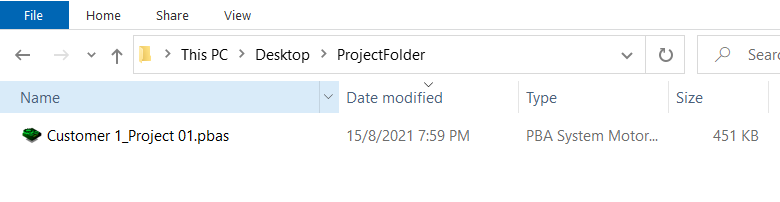 File Home Share View
This PC Desktop ProjectFolder Sear
Name Date modified Type Size
Customer 1_Project 01.pbas 15/8/2021 7:59 PM PBA System Motor... 451 KB